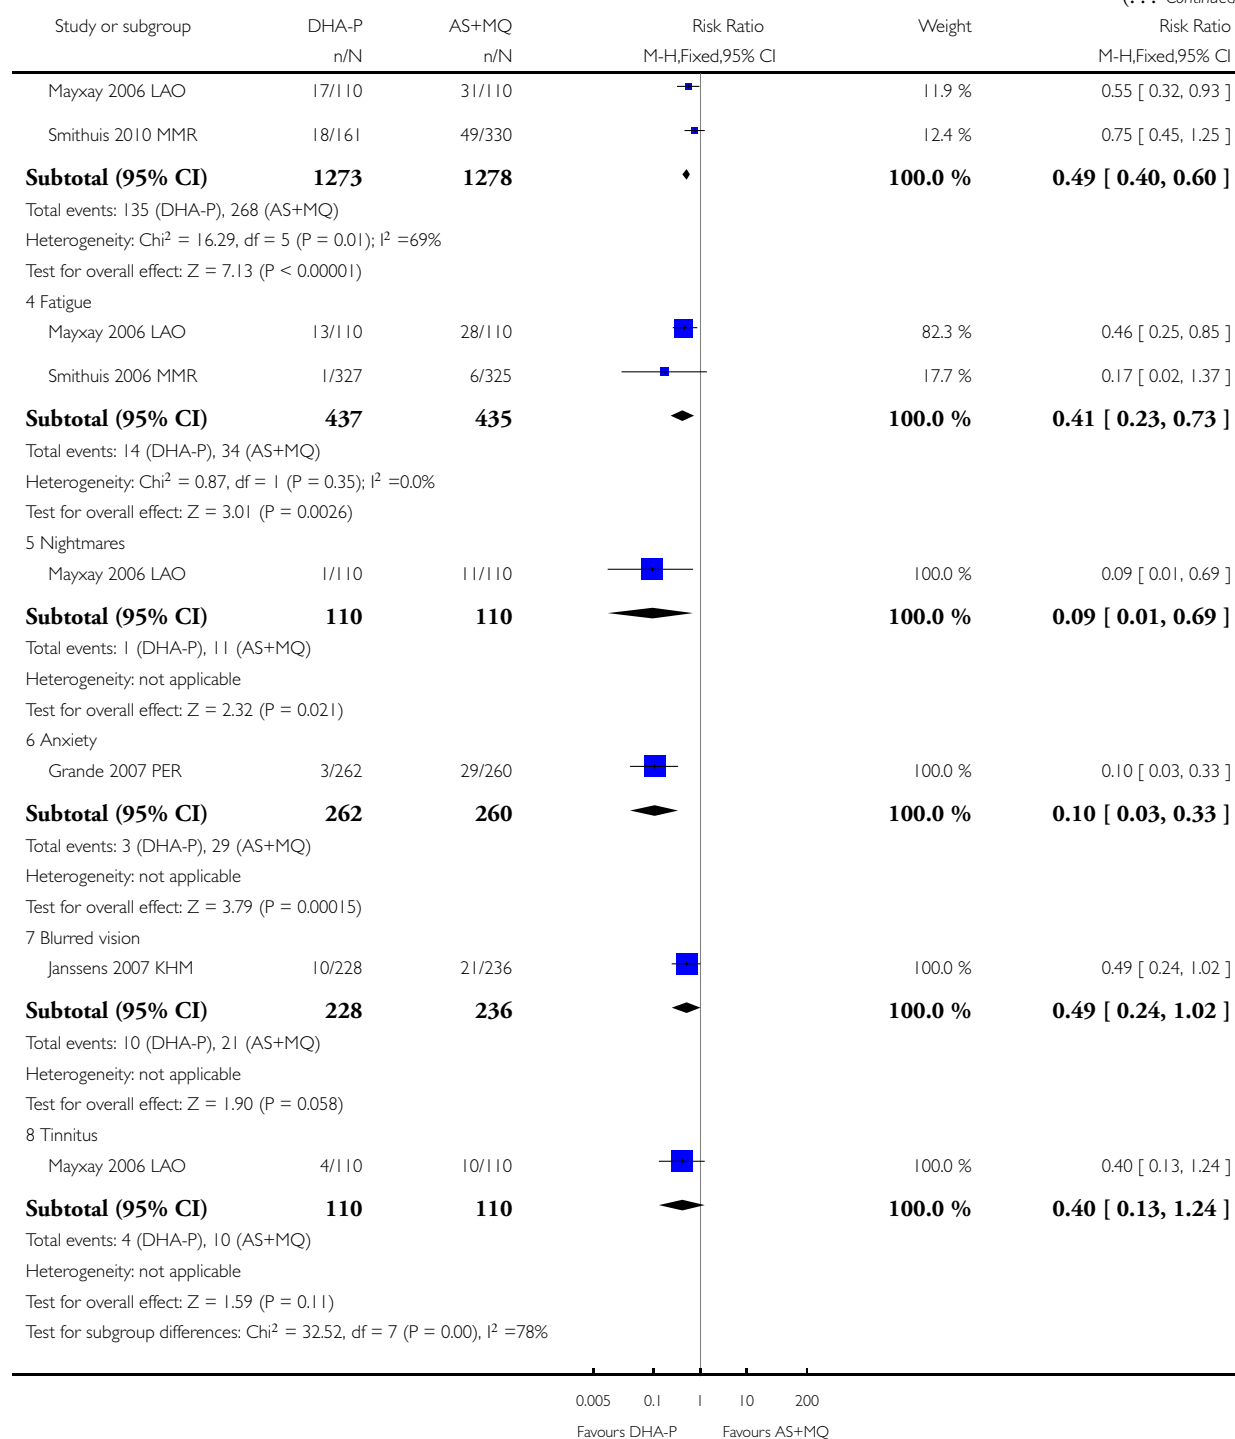 (. . . Continued
Study or subgroup DHA-P AS+MQ Risk Ratio Weight Risk Ratio
n/N n/N M-H,Fixed,95% CI M-H,Fixed,95% CI
Mayxay 2006 LAO 17/110 31/110 11.9 % 0.55 [ 0.32, 0.93 ]
Smithuis 2010 MMR 18/161 49/330 12.4 % 0.75 [ 0.45, 1.25 ]
Subtotal (95% CI) 1273 1278 100.0 % 0.49 [ 0.40, 0.60 ]
Total events: 135 (DHA-P), 268 (AS+MQ)
Heterogeneity: Chi² = 16.29, df = 5 (P = 0.01); I² =69%
Test for overall effect: Z = 7.13 (P < 0.00001)
4 Fatigue
Mayxay 2006 LAO 13/110 28/110 82.3 % 0.46 [ 0.25, 0.85 ]
Smithuis 2006 MMR 1/327 6/325 17.7 % 0.17 [ 0.02, 1.37 ]
Subtotal (95% CI) 437 435 100.0 % 0.41 [ 0.23, 0.73 ]
Total events: 14 (DHA-P), 34 (AS+MQ)
Heterogeneity: Chi² = 0.87, df = 1 (P = 0.35); I² =0.0%
Test for overall effect: Z = 3.01 (P = 0.0026)
5 Nightmares
Mayxay 2006 LAO 1/110 11/110 100.0 % 0.09 [ 0.01, 0.69 ]
Subtotal (95% CI) 110 110 100.0 % 0.09 [ 0.01, 0.69 ]
Total events: 1 (DHA-P), 11 (AS+MQ)
Heterogeneity: not applicable
Test for overall effect: Z = 2.32 (P = 0.021)
6 Anxiety
Grande 2007 PER 3/262 29/260 100.0 % 0.10 [ 0.03, 0.33 ]
Subtotal (95% CI) 262 260 100.0 % 0.10 [ 0.03, 0.33 ]
Total events: 3 (DHA-P), 29 (AS+MQ)
Heterogeneity: not applicable
Test for overall effect: Z = 3.79 (P = 0.00015)
7 Blurred vision
Janssens 2007 KHM 10/228 21/236 100.0 % 0.49 [ 0.24, 1.02 ]
Subtotal (95% CI) 228 236 100.0 % 0.49 [ 0.24, 1.02 ]
Total events: 10 (DHA-P), 21 (AS+MQ)
Heterogeneity: not applicable
Test for overall effect: Z = 1.90 (P = 0.058)
8 Tinnitus
Mayxay 2006 LAO 4/110 10/110 100.0 % 0.40 [ 0.13, 1.24 ]
Subtotal (95% CI) 110 110 100.0 % 0.40 [ 0.13, 1.24 ]
Total events: 4 (DHA-P), 10 (AS+MQ)
Heterogeneity: not applicable
Test for overall effect: Z = 1.59 (P = 0.11)
Test for subgroup differences: Chi² = 32.52, df = 7 (P = 0.00), I² =78%
0.005 0.1 1 10 200
Favours DHA-P Favours AS+MQ